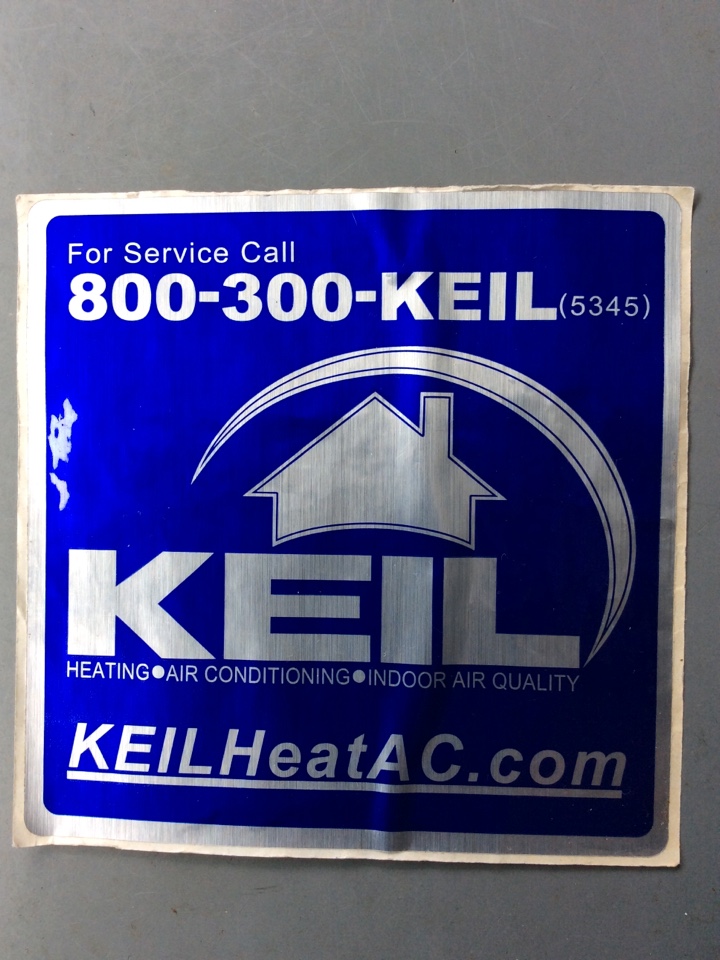 For Service Call
800-300-KEIL(5345)
KEIL
HEATING●AIR CONDITIONING●INDOOR AIR QUALITY
KEILHeatAC.com